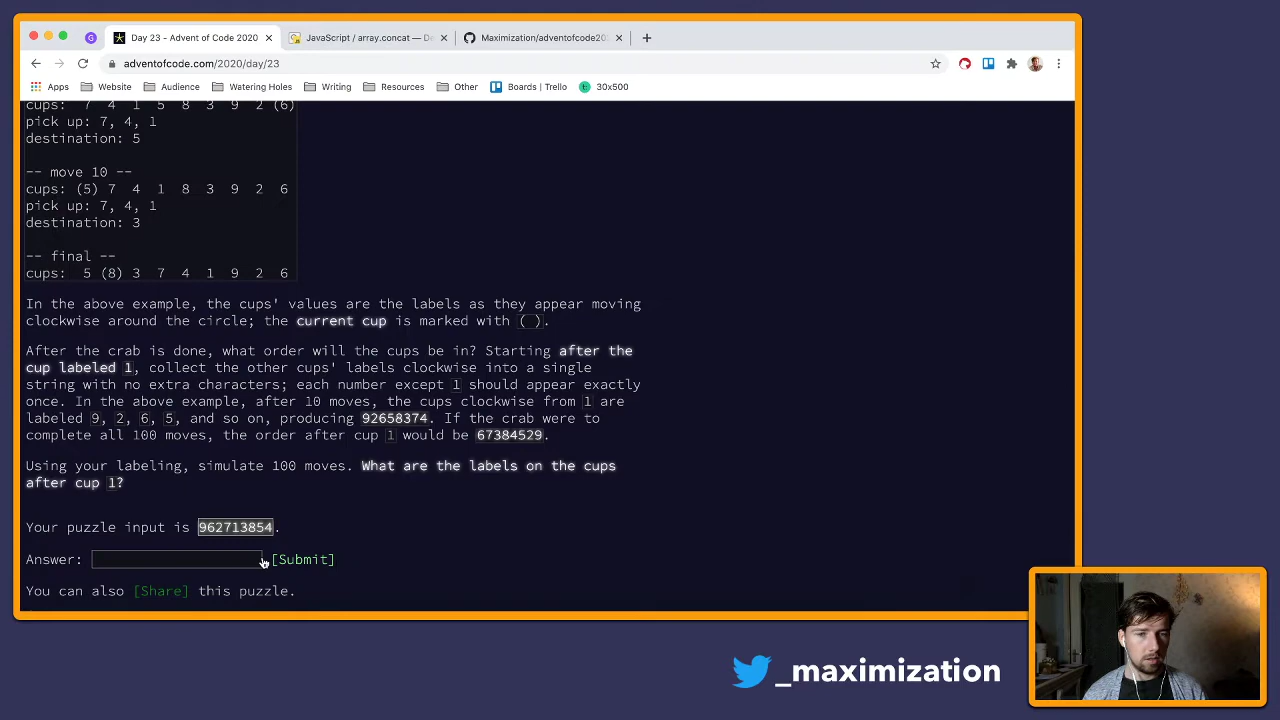 Day 23 - Advent of Code 2020
JavaScript / array.concat — De
Maximization/adventofcode202
adventofcode.com/2020/day/23
Apps Website Audience Watering Holes Writing Resources Other Boards | Trello 30x500
cups: 7 4 1 5 8 3 9 2 (6)
pick up: 7, 4, 1
destination: 5
-- move 10 --
cups: (5) 7 4 1 8 3 9 2 6
pick up: 7, 4, 1
destination: 3
-- final --
cups: 5 (8) 3 7 4 1 9 2 6
In the above example, the cups' values are the labels as they appear moving
clockwise around the circle; the current cup is marked with ( ).
After the crab is done, what order will the cups be in? Starting after the
cup labeled 1, collect the other cups' labels clockwise into a single
string with no extra characters; each number except 1 should appear exactly
once. In the above example, after 10 moves, the cups clockwise from 1 are
labeled 9, 2, 6, 5, and so on, producing 92658374. If the crab were to
complete all 100 moves, the order after cup 1 would be 67384529.
Using your labeling, simulate 100 moves. What are the labels on the cups
after cup 1?
Your puzzle input is 962713854.
Answer: [Submit]
You can also [Share] this puzzle.
_maximization